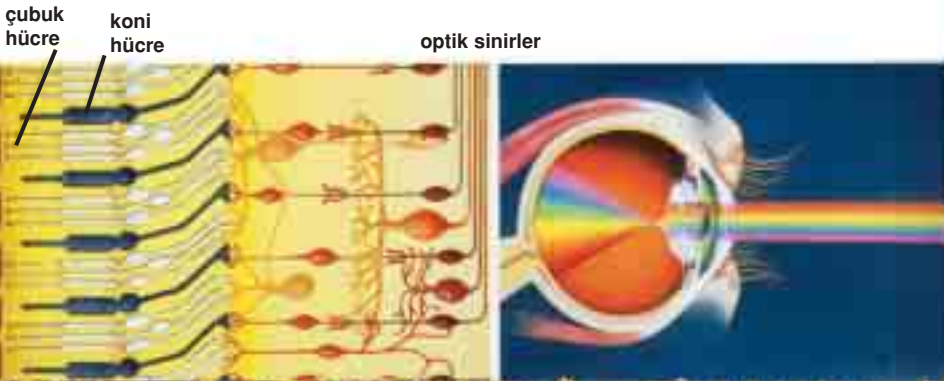 çubuk
hücre
koni
hücre
optik sinirler